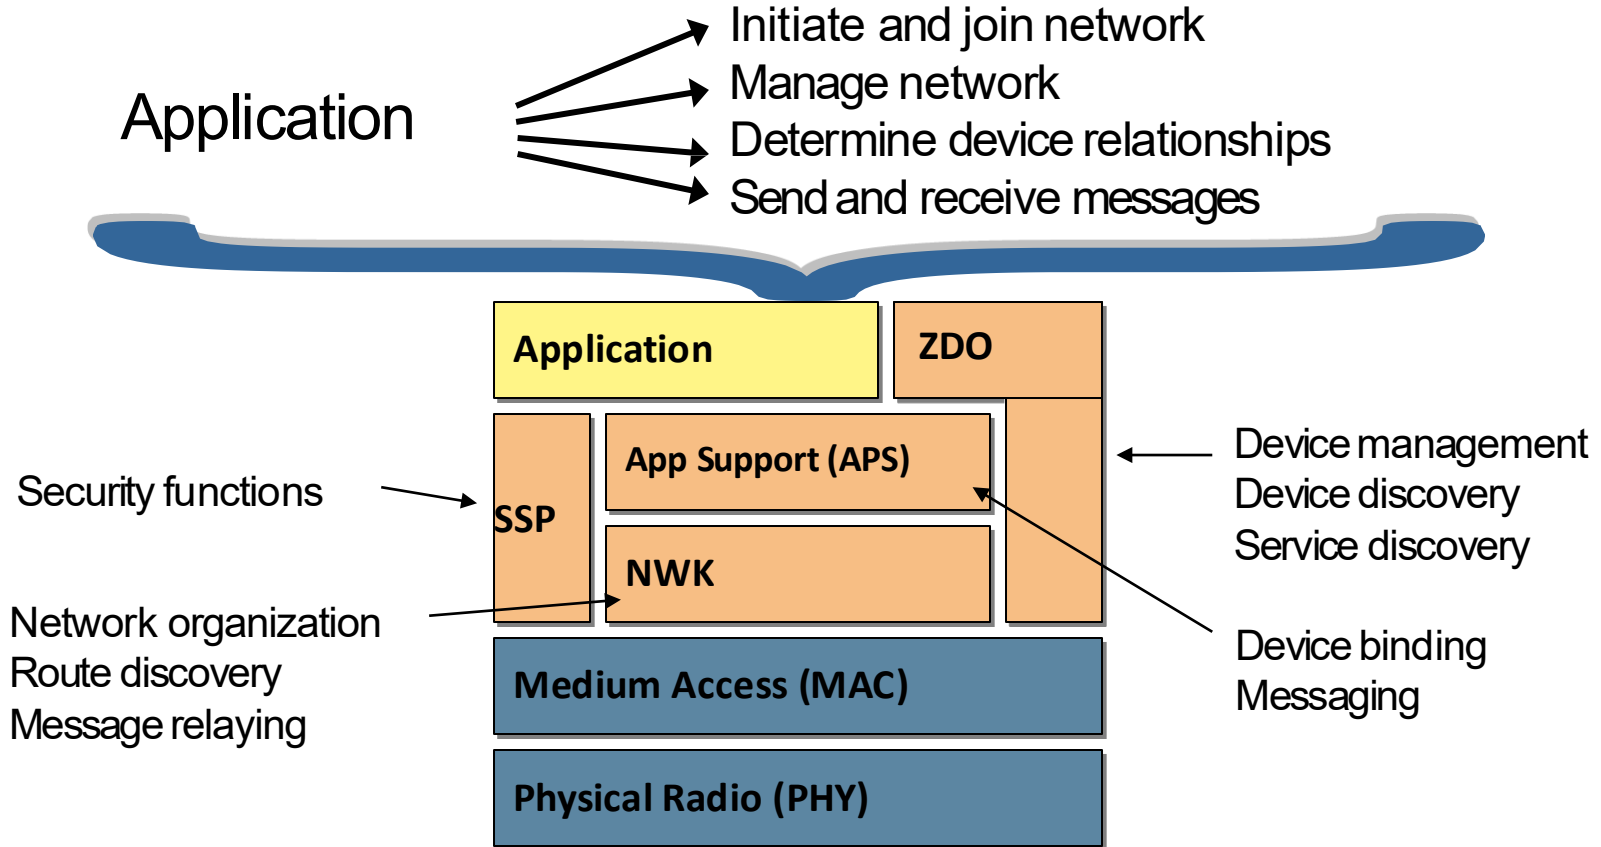 Initiate and join network
Manage network
Application
Determine device relationships
Send and receive messages
Application
ZDO
App Support (APS)
Device management
Device discovery
Service discovery
Security functions
SSP
NWK
Network organization
Route discovery
Message relaying
Device binding
Messaging
Medium Access (MAC)
Physical Radio (PHY)